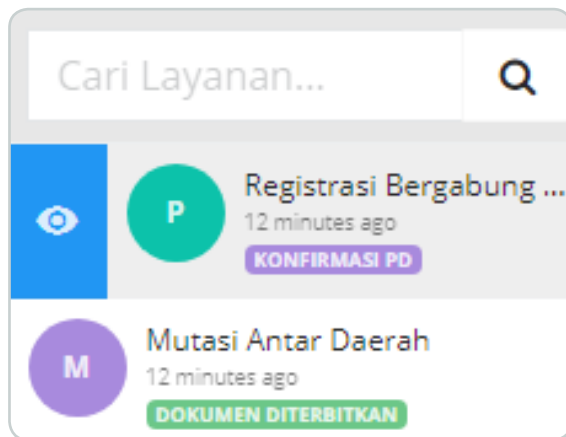 Cari Layanan...
P
Registrasi Bergabung ...
12 minutes ago
KONFIRMASI PD
M
Mutasi Antar Daerah
12 minutes ago
DOKUMEN DITERBITKAN